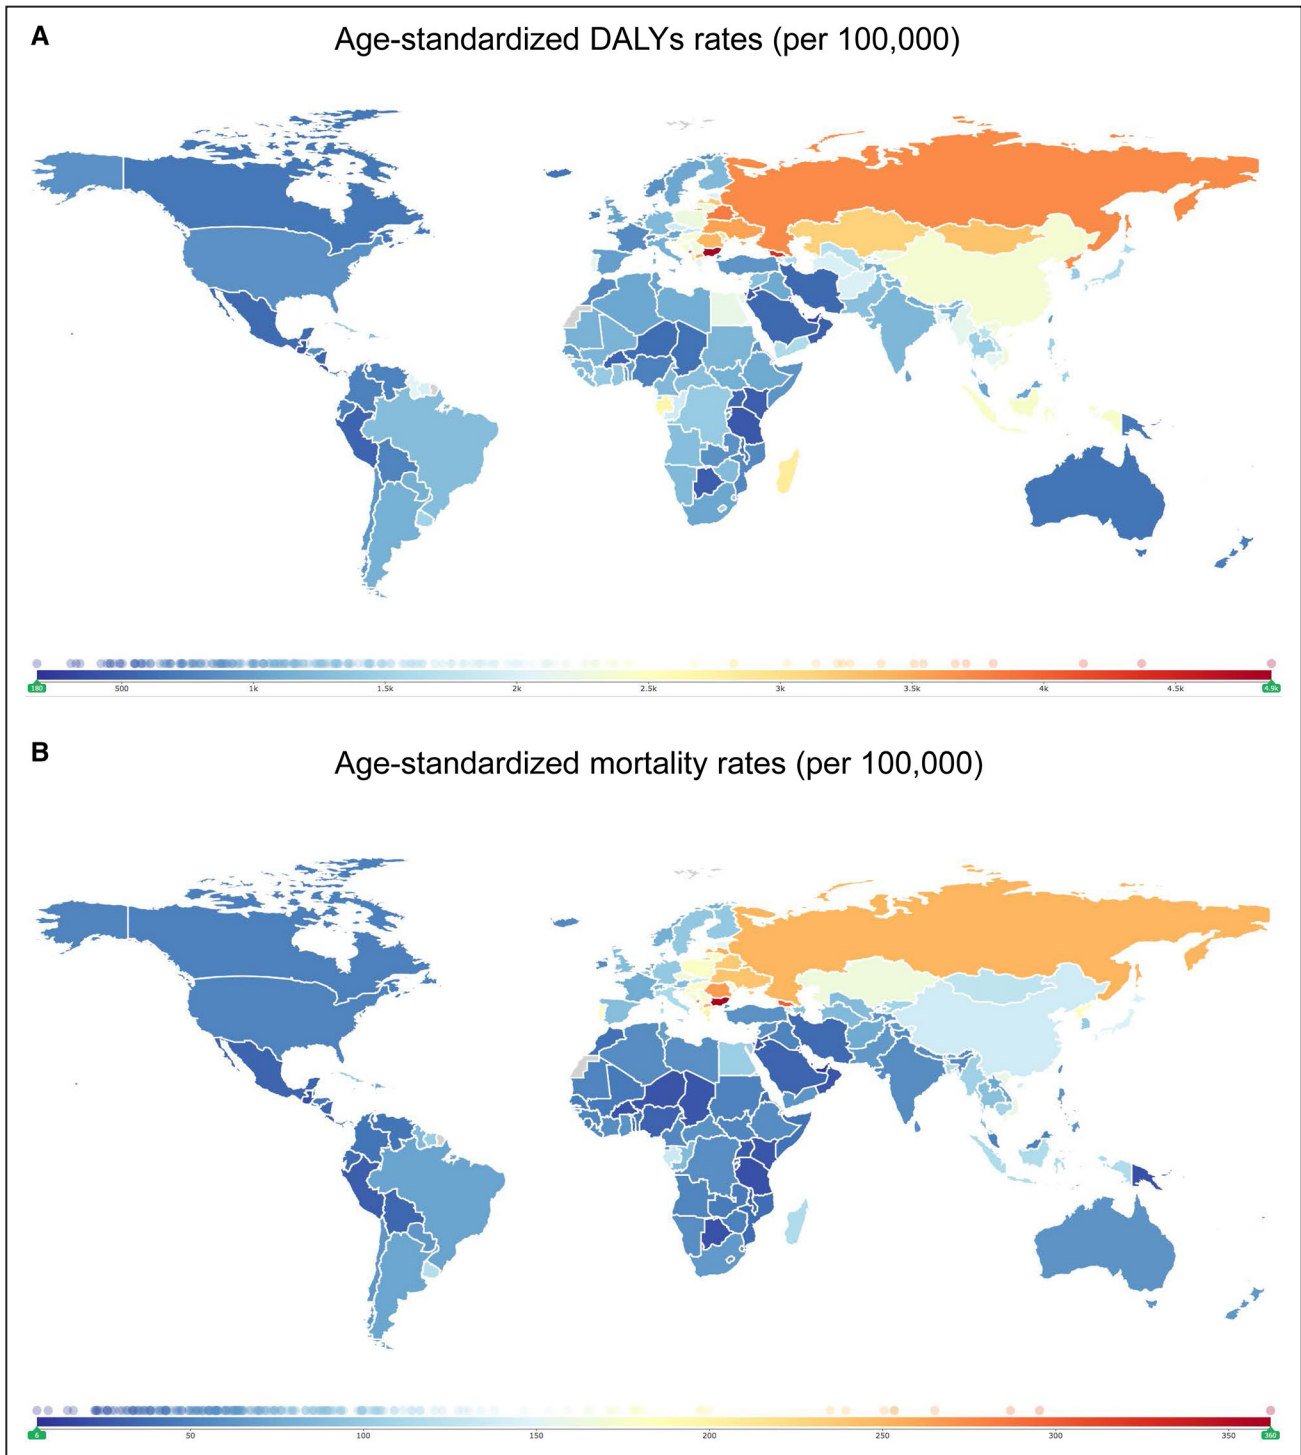 A
Age-standardized DALYs rates (per 100,000)
180 500 1k 1.5k 2k 2.5k 3k 3.5k 4k 4.5k 4.9k
B
Age-standardized mortality rates (per 100,000)
6 50 100 150 200 250 300 350 360